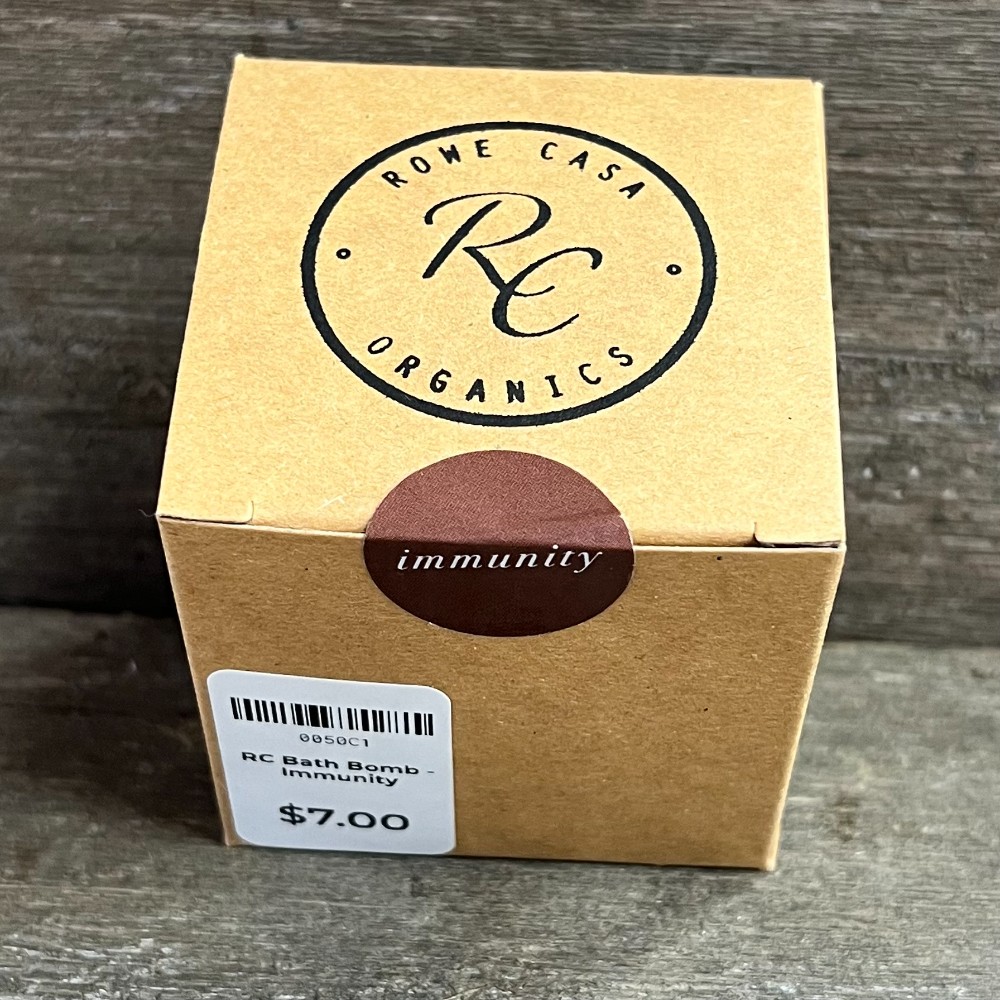 ROWE CASA
RC
ORGANICS
immunity
0050C1
RC Bath Bomb -
Immunity
$7.00